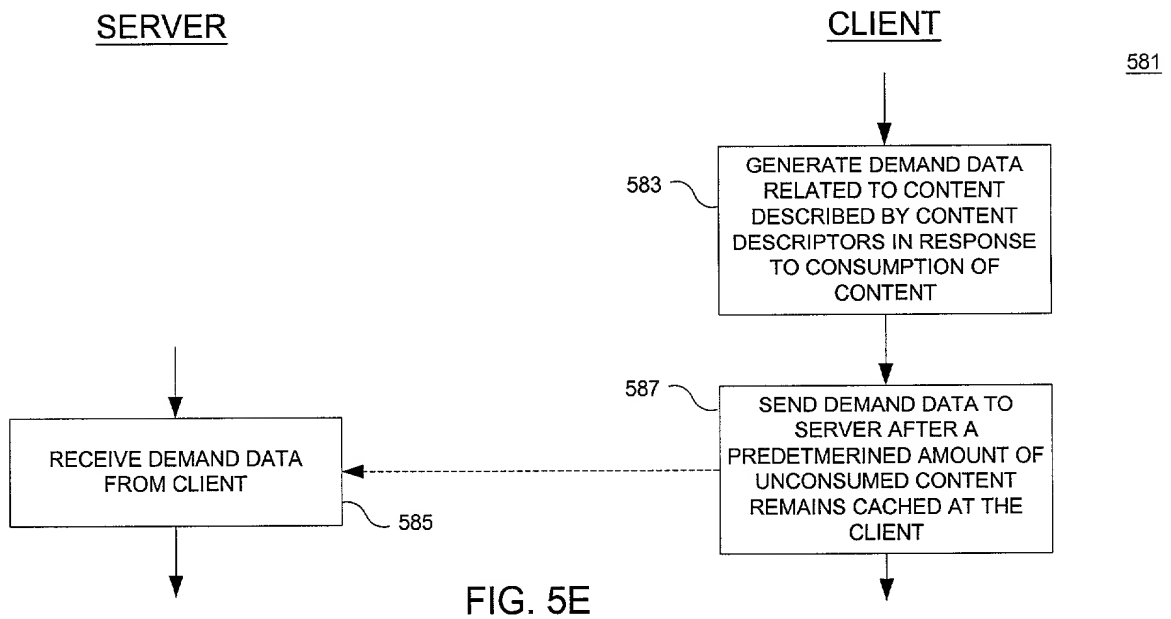 SERVER
CLIENT
581
583
GENERATE DEMAND DATA
RELATED TO CONTENT
DESCRIBED BY CONTENT
DESCRIPTORS IN RESPONSE
TO CONSUMPTION OF
CONTENT
587
SEND DEMAND DATA TO
SERVER AFTER A
PREDETMERINED AMOUNT OF
UNCONSUMED CONTENT
REMAINS CACHED AT THE
CLIENT
RECEIVE DEMAND DATA
FROM CLIENT
585
FIG. 5E